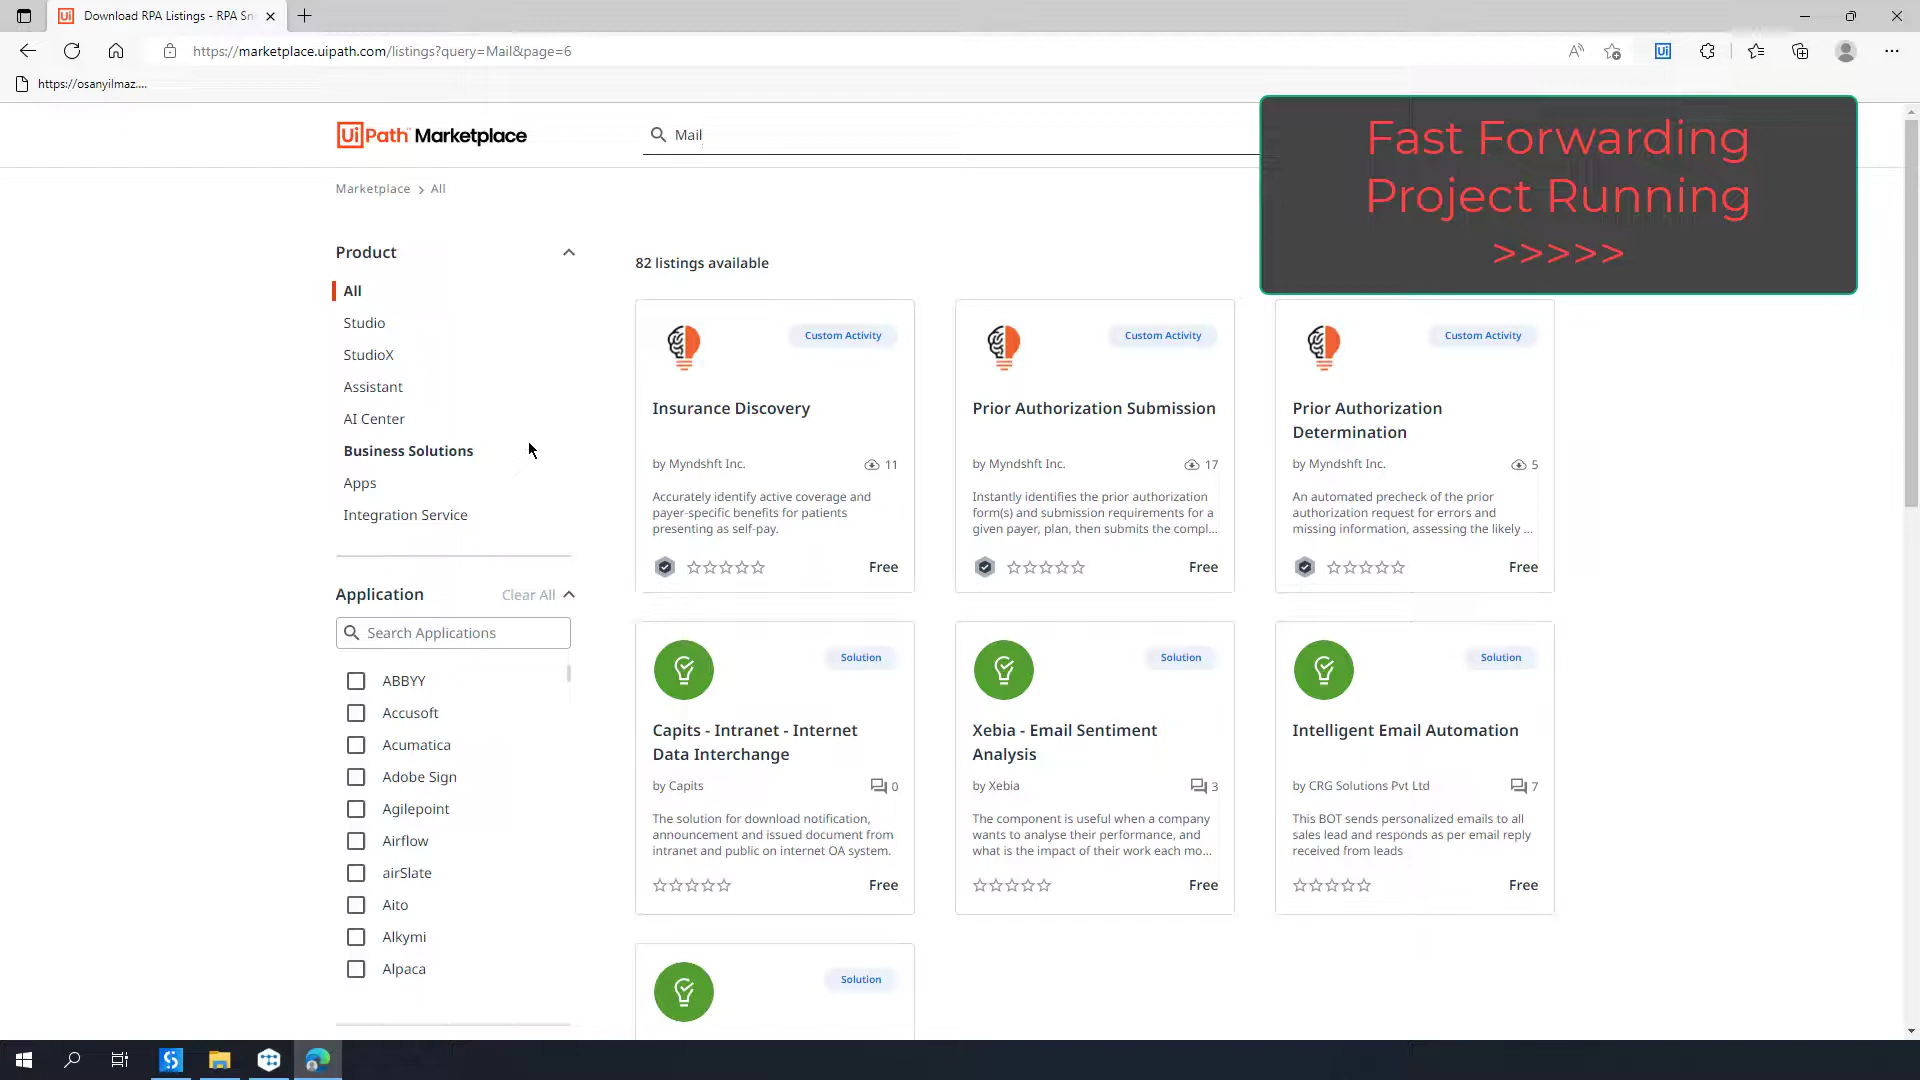 Download RPA Listings - RPA Sn
https://marketplace.uipath.com/listings?query=Mail&page=6
https://osanyilmaz....
UiPath Marketplace
Mail
Fast Forwarding
Project Running
>>>>>
Marketplace > All
Product
All
Studio
StudioX
Assistant
AI Center
Business Solutions
Apps
Integration Service
Application
Clear All
Search Applications
ABBYY
Accusoft
Acumatica
Adobe Sign
Agilepoint
Airflow
airSlate
Aito
Alkymi
Alpaca
82 listings available
Custom Activity
Insurance Discovery
by Myndshft Inc.
11
Accurately identify active coverage and
payer-specific benefits for patients
presenting as self-pay.
Free
Custom Activity
Prior Authorization Submission
by Myndshft Inc.
17
Instantly identifies the prior authorization
form(s) and submission requirements for a
given payer, plan, then submits the compl...
Free
Custom Activity
Prior Authorization
Determination
by Myndshft Inc.
5
An automated precheck of the prior
authorization request for errors and
missing information, assessing the likely ...
Free
Solution
Capits - Intranet - Internet
Data Interchange
by Capits
0
The solution for download notification,
announcement and issued document from
intranet and public on internet OA system.
Free
Solution
Xebia - Email Sentiment
Analysis
by Xebia
3
The component is useful when a company
wants to analyse their performance, and
what is the impact of their work each mo...
Free
Solution
Intelligent Email Automation
by CRG Solutions Pvt Ltd
7
This BOT sends personalized emails to all
sales lead and responds as per email reply
received from leads
Free
Solution